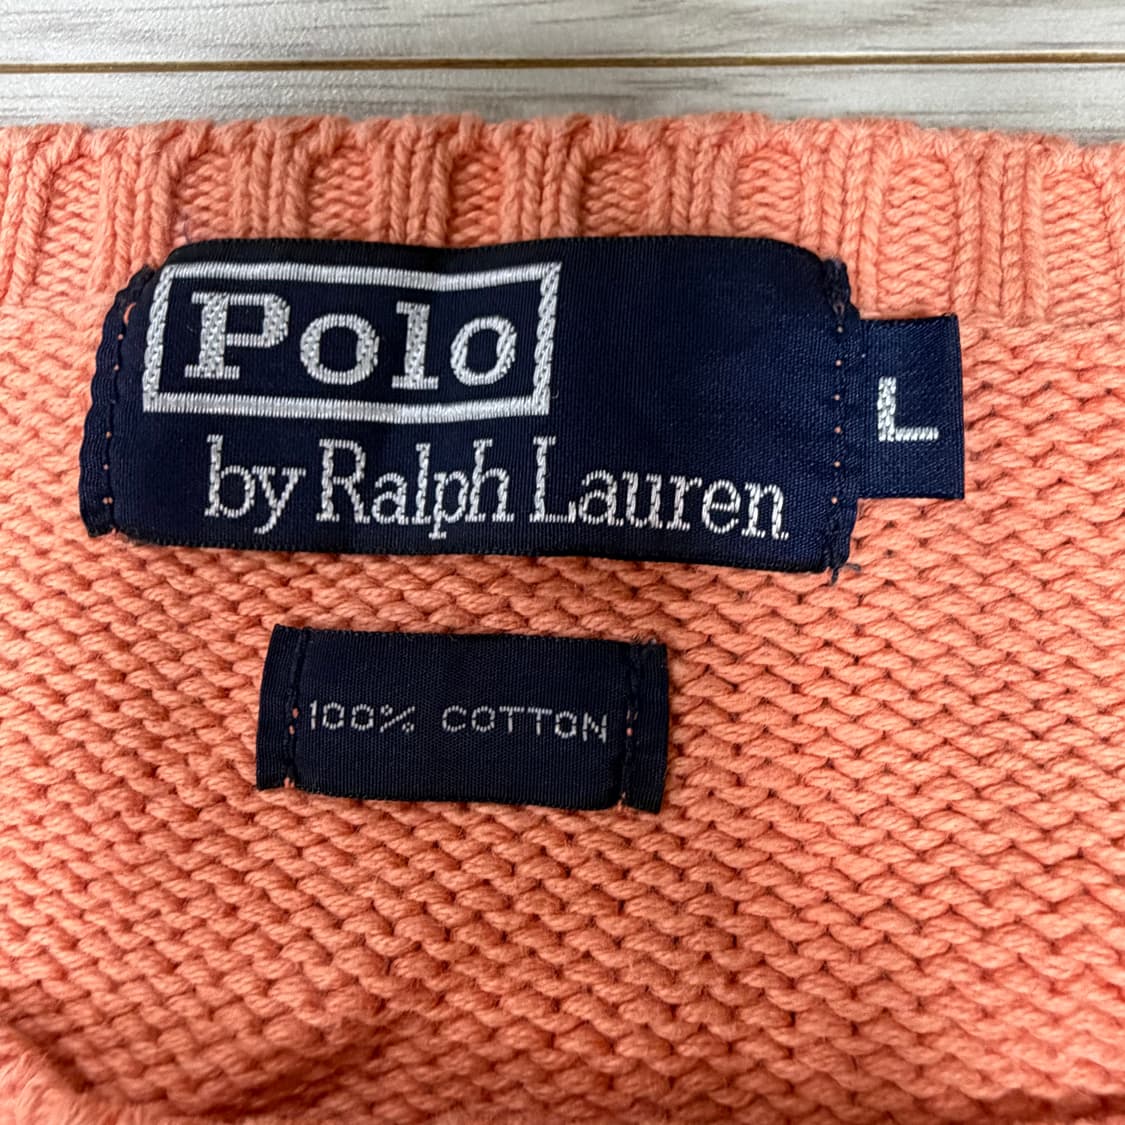 Polo
by Ralph Lauren
L
100% COTTON